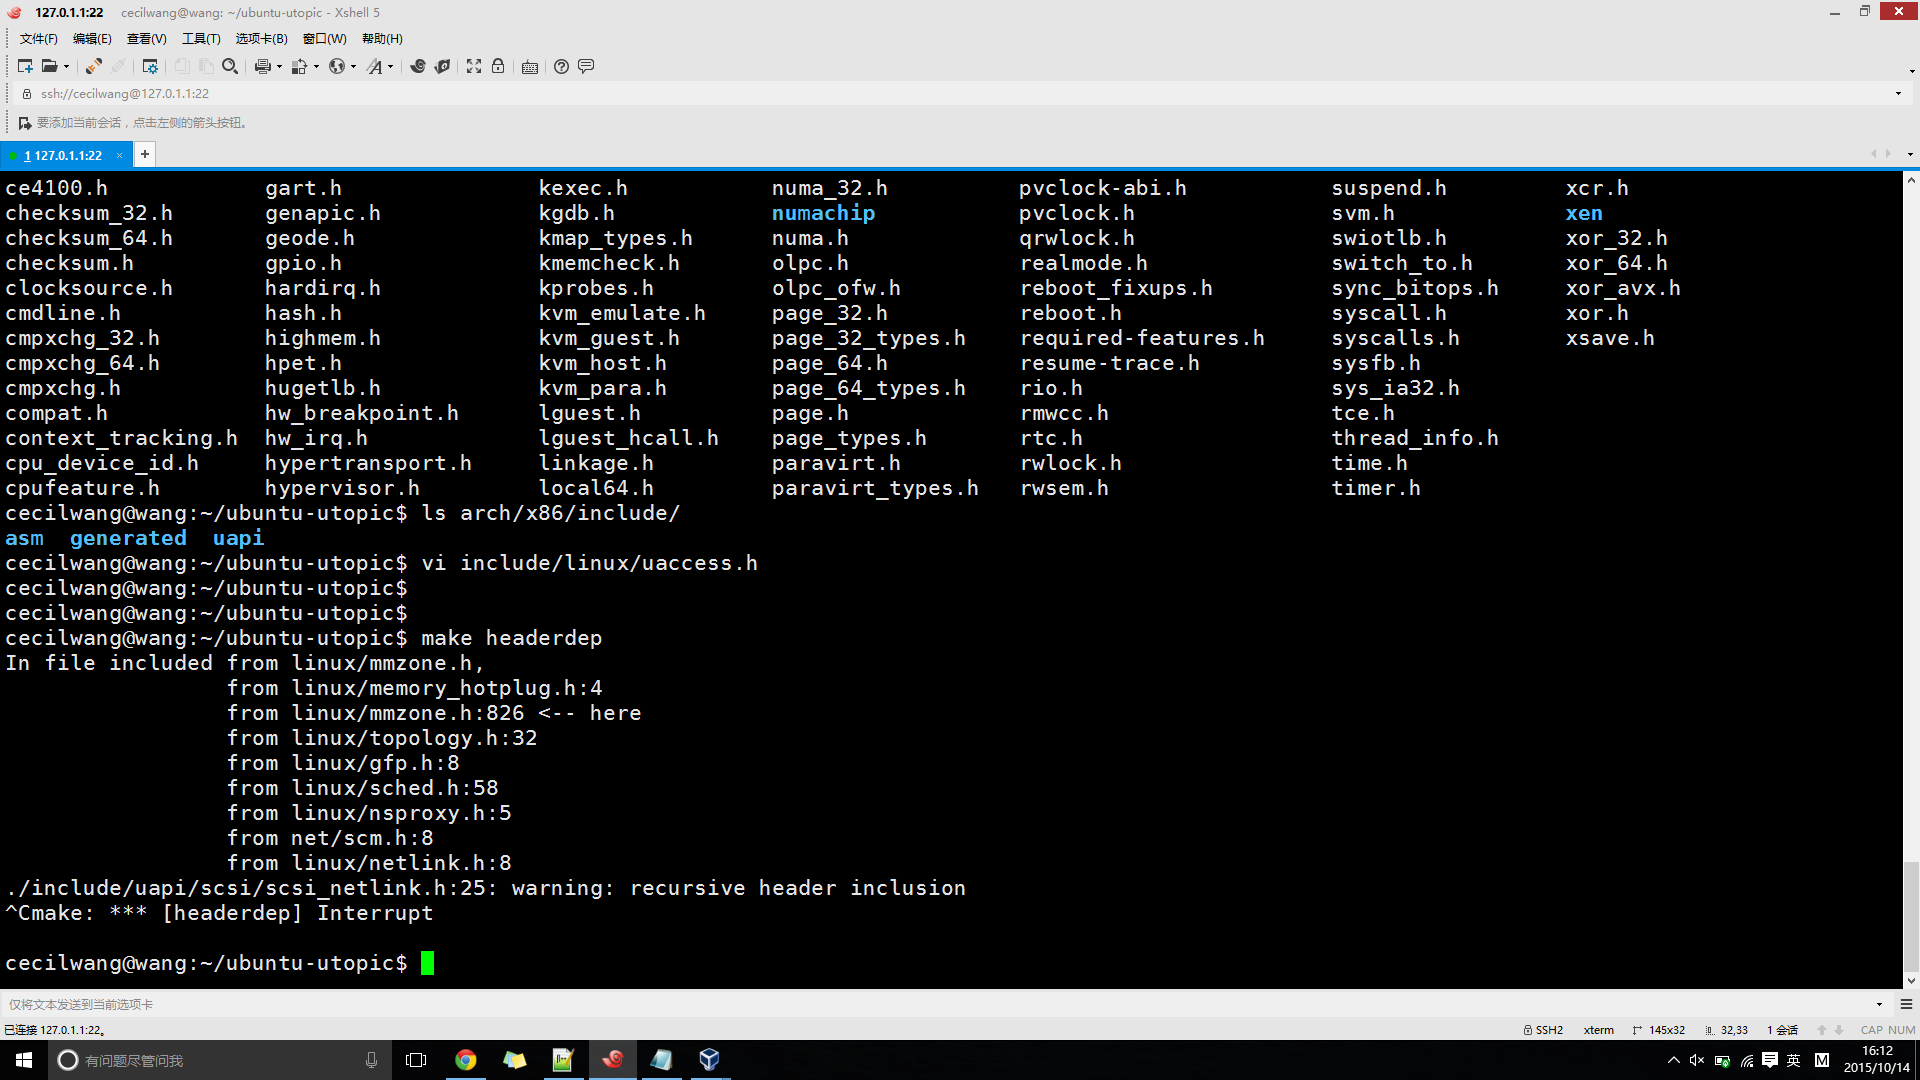 127.0.1.1:22 cecilwang@wang: ~/ubuntu-utopic - Xshell 5
文件(F) 编辑(E) 查看(V) 工具(T) 选项卡(B) 窗口(W) 帮助(H)
ssh://cecilwang@127.0.1.1:22
要添加当前会话，点击左侧的箭头按钮。
1 127.0.1.1:22 × +
ce4100.h gart.h kexec.h numa_32.h pvclock-abi.h suspend.h xcr.h
checksum_32.h genapic.h kgdb.h numachip pvclock.h svm.h xen
checksum_64.h geode.h kmap_types.h numa.h qrwlock.h swiotlb.h xor_32.h
checksum.h gpio.h kmemcheck.h olpc.h realmode.h switch_to.h xor_64.h
clocksource.h hardirq.h kprobes.h olpc_ofw.h reboot_fixups.h sync_bitops.h xor_avx.h
cmdline.h hash.h kvm_emulate.h page_32.h reboot.h syscall.h xor.h
cmpxchg_32.h highmem.h kvm_guest.h page_32_types.h required-features.h syscalls.h xsave.h
cmpxchg_64.h hpet.h kvm_host.h page_64.h resume-trace.h sysfb.h
cmpxchg.h hugetlb.h kvm_para.h page_64_types.h rio.h sys_ia32.h
compat.h hw_breakpoint.h lguest.h page.h rmwcc.h tce.h
context_tracking.h hw_irq.h lguest_hcall.h page_types.h rtc.h thread_info.h
cpu_device_id.h hypertransport.h linkage.h paravirt.h rwlock.h time.h
cpufeature.h hypervisor.h local64.h paravirt_types.h rwsem.h timer.h
cecilwang@wang:~/ubuntu-utopic$ ls arch/x86/include/
asm generated uapi
cecilwang@wang:~/ubuntu-utopic$ vi include/linux/uaccess.h
cecilwang@wang:~/ubuntu-utopic$
cecilwang@wang:~/ubuntu-utopic$
cecilwang@wang:~/ubuntu-utopic$ make headerdep
In file included from linux/mmzone.h,
from linux/memory_hotplug.h:4
from linux/mmzone.h:826 <-- here
from linux/topology.h:32
from linux/gfp.h:8
from linux/sched.h:58
from linux/nsproxy.h:5
from net/scm.h:8
from linux/netlink.h:8
./include/uapi/scsi/scsi_netlink.h:25: warning: recursive header inclusion
^Cmake: *** [headerdep] Interrupt
cecilwang@wang:~/ubuntu-utopic$
仅将文本发送到当前选项卡
已连接 127.0.1.1:22。 SSH2 xterm 145x32 32,33 1 会话 CAP NUM
有问题尽管问我 英 M 16:12
2015/10/14